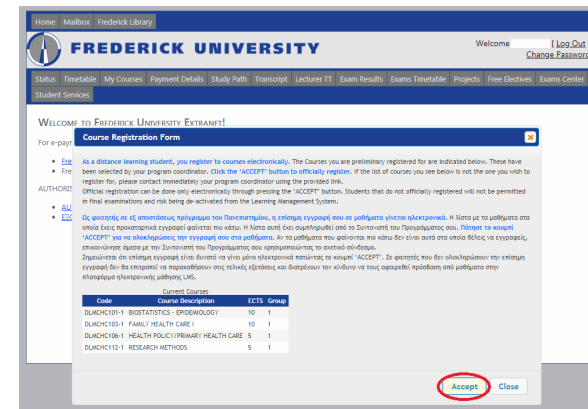 Home Mailbox Frederick Library
FREDERICK UNIVERSITY
Welcome [ Log Out
Change Password
Status Timetable My Courses Payment Details Study Path Transcript Lecturer TT Exam Results Exams Timetable Projects Free Electives Exams Center
Student Services
WELCOME TO FREDERICK UNIVERSITY EXTRANET!
For e-payr
Course Registration Form
Fre
Fre
AUTHORIS
AU
ΕΞΟ
As a distance learning student, you register to courses electronically. The Courses you are preliminary registered for are indicated below. These have
been selected by your program coordinator. Click the 'ACCEPT' button to officially register. If the list of courses you see below is not the one you wish to
register for, please contact immediately your program coordinator using the provided link.
Official registration can be done only electronically through pressing the 'ACCEPT' button. Students that do not officially registered will not be permitted
in final examinations and risk being de-activated from the Learning Management System.
Ως φοιτητής σε εξ αποστάσεως πρόγραμμα του Πανεπιστημίου, η επίσημη εγγραφή σου σε μαθήματα γίνεται ηλεκτρονικά. Η λίστα με τα μαθήματα στα
οποία έχεις προκαταρτικά εγγραφεί φαίνεται πιο κάτω. Η λίστα αυτή έχει συμπληρωθεί από το Συντονιστή του Προγράμματος σου. Πάτησε το κουμπί
'ACCEPT' για να ολοκληρώσεις την εγγραφή σου στα μαθήματα. Αν τα μαθήματα που φαίνονται πιο κάτω δεν είναι αυτά στα οποία θέλεις να εγγραφείς,
επικοινώνησε άμεσα με την Συντονιστή του Προγράμματος σου χρησιμοποιώντας το σχετικό σύνδεσμο.
Σημειώνεται ότι επίσημη εγγραφή είναι δυνατό να γίνει μόνο ηλεκτρονικά πατώντας το κουμπί 'ACCEPT'. Σε φοιτητές που δεν ολοκληρώσουν την επίσημη
εγγραφή δεν θα επιτραπεί να παρακαθήσουν στις τελικές εξετάσεις και διατρέχουν τον κίνδυνο να τους αφαιρεθεί πρόσβαση από μαθήματα στην
πλατφόρμα ηλεκτρονικής μάθησης LMS.
Current Courses
Code Course Description ECTS Group
DLMCHC101-1 BIOSTATISTICS - EPIDEMIOLOGY 10 1
DLMCHC103-1 FAMILY HEALTH CARE I 10 1
DLMCHC106-1 HEALTH POLICY/PRIMARY HEALTH CARE 5 1
DLMCHC112-1 RESEARCH METHODS 5 1
Accept Close